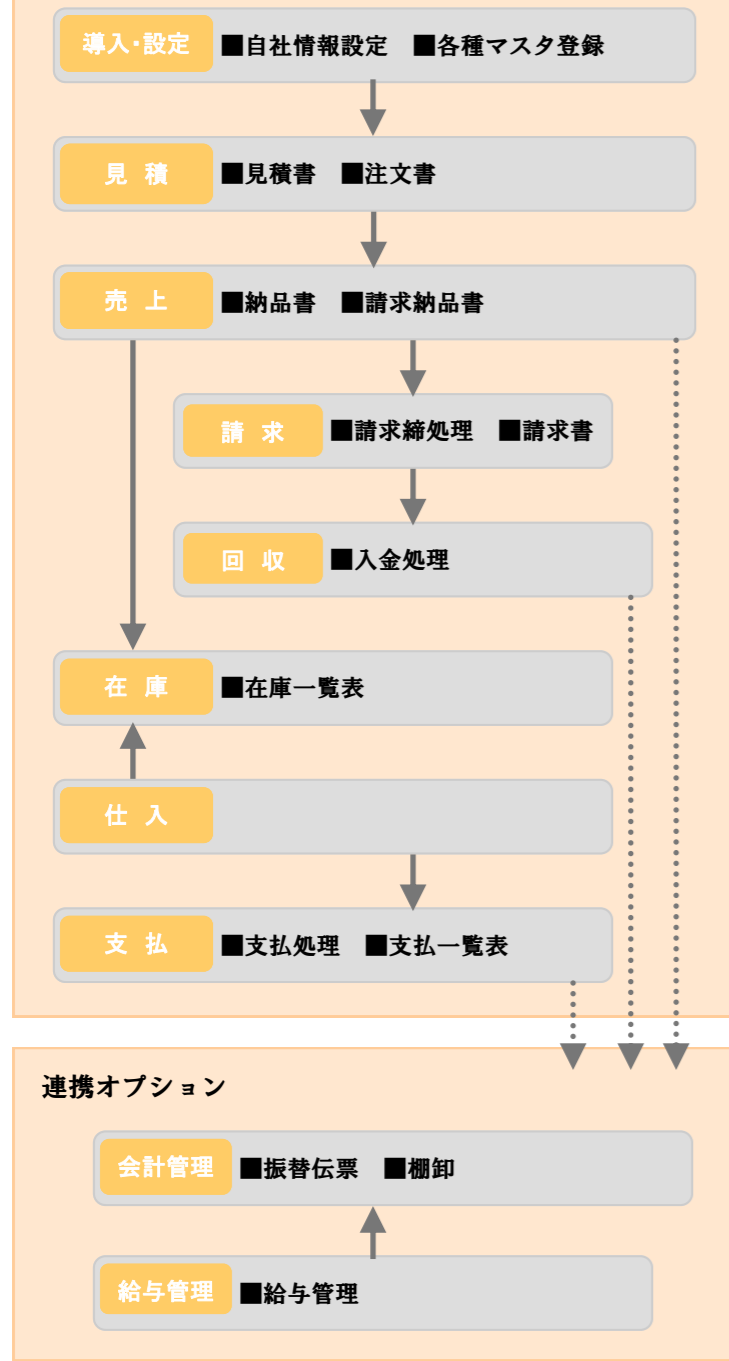 導入・設定 ■自社情報設定 ■各種マスタ登録
見 積 ■見積書 ■注文書
売 上 ■納品書 ■請求納品書
請 求 ■請求締処理 ■請求書
回 収 ■入金処理
在 庫 ■在庫一覧表
仕 入
支 払 ■支払処理 ■支払一覧表
連携オプション
会計管理 ■振替伝票 ■棚卸
給与管理 ■給与管理